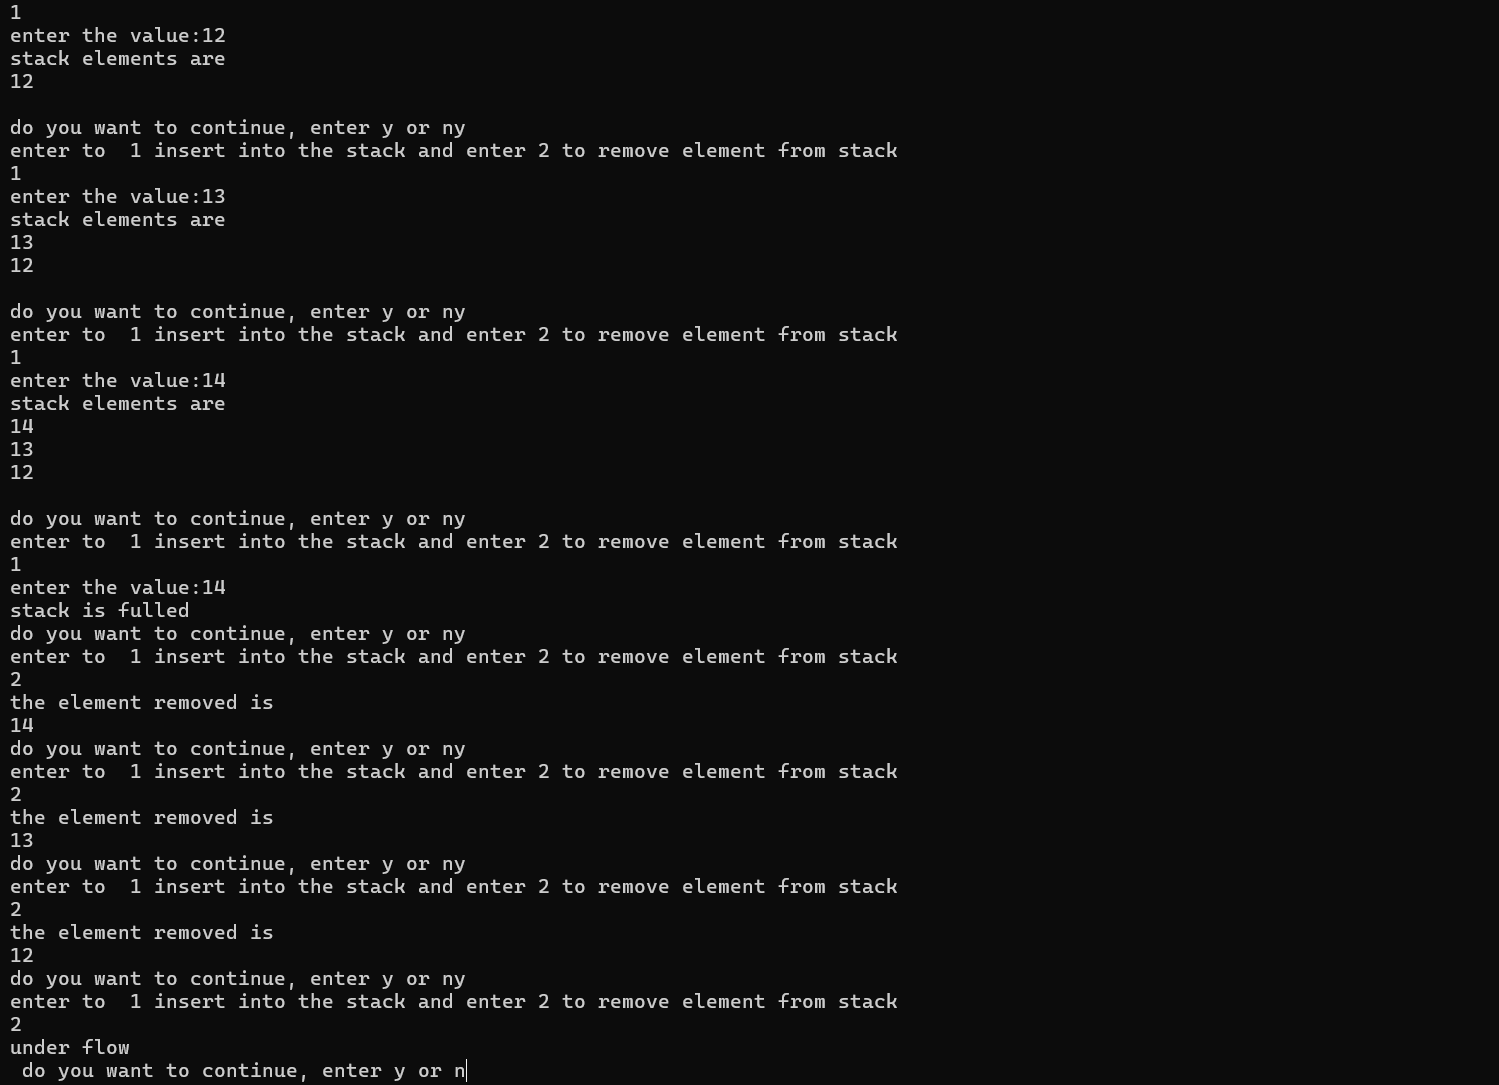 1
enter the value:12
stack elements are
12
do you want to continue, enter y or ny
enter to  1 insert into the stack and enter 2 to remove element from stack
1
enter the value:13
stack elements are
13
12
do you want to continue, enter y or ny
enter to  1 insert into the stack and enter 2 to remove element from stack
1
enter the value:14
stack elements are
14
13
12
do you want to continue, enter y or ny
enter to  1 insert into the stack and enter 2 to remove element from stack
1
enter the value:14
stack is fulled
do you want to continue, enter y or ny
enter to  1 insert into the stack and enter 2 to remove element from stack
2
the element removed is
14
do you want to continue, enter y or ny
enter to  1 insert into the stack and enter 2 to remove element from stack
2
the element removed is
13
do you want to continue, enter y or ny
enter to  1 insert into the stack and enter 2 to remove element from stack
2
the element removed is
12
do you want to continue, enter y or ny
enter to  1 insert into the stack and enter 2 to remove element from stack
2
under flow
 do you want to continue, enter y or n